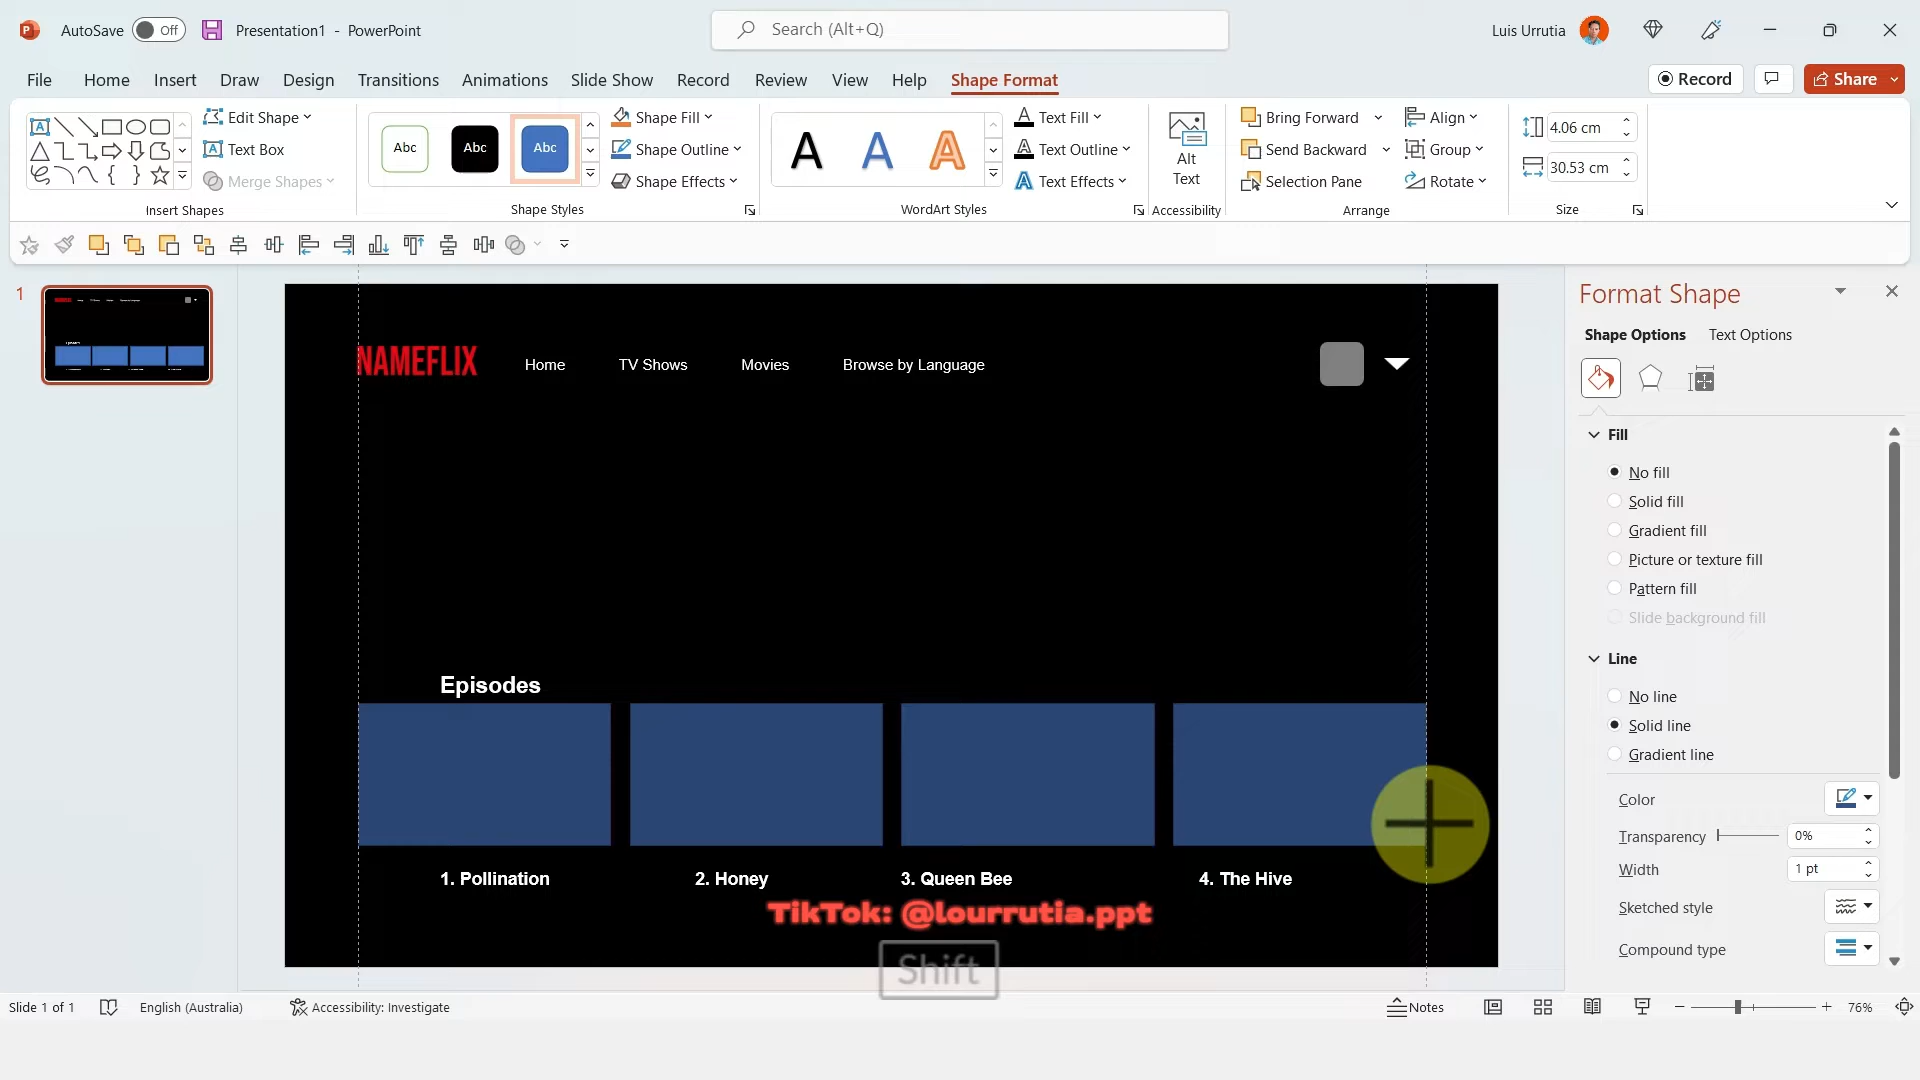 AutoSave Off Presentation1 - PowerPoint Search (Alt+Q) Luis Urrutia
File Home Insert Draw Design Transitions Animations Slide Show Record Review View Help Shape Format Record Share
Edit Shape
Text Box
Merge Shapes
Insert Shapes
Abc Abc Abc
Shape Fill
Shape Outline
Shape Effects
Shape Styles
A A A
Text Fill
Text Outline
Text Effects
WordArt Styles
Alt
Text
Accessibility
Bring Forward
Send Backward
Selection Pane
Align
Group
Rotate
Arrange
4.06 cm
30.53 cm
Size
1
NAMEFLIX Home TV Shows Movies Browse by Language
Episodes
1. Pollination 2. Honey 3. Queen Bee 4. The Hive
TikTok: @lourrutia.ppt
Shift
Format Shape
Shape Options Text Options
Fill
No fill
Solid fill
Gradient fill
Picture or texture fill
Pattern fill
Slide background fill
Line
No line
Solid line
Gradient line
Color
Transparency 0%
Width 1 pt
Sketched style
Compound type
Slide 1 of 1 English (Australia) Accessibility: Investigate Notes 76%